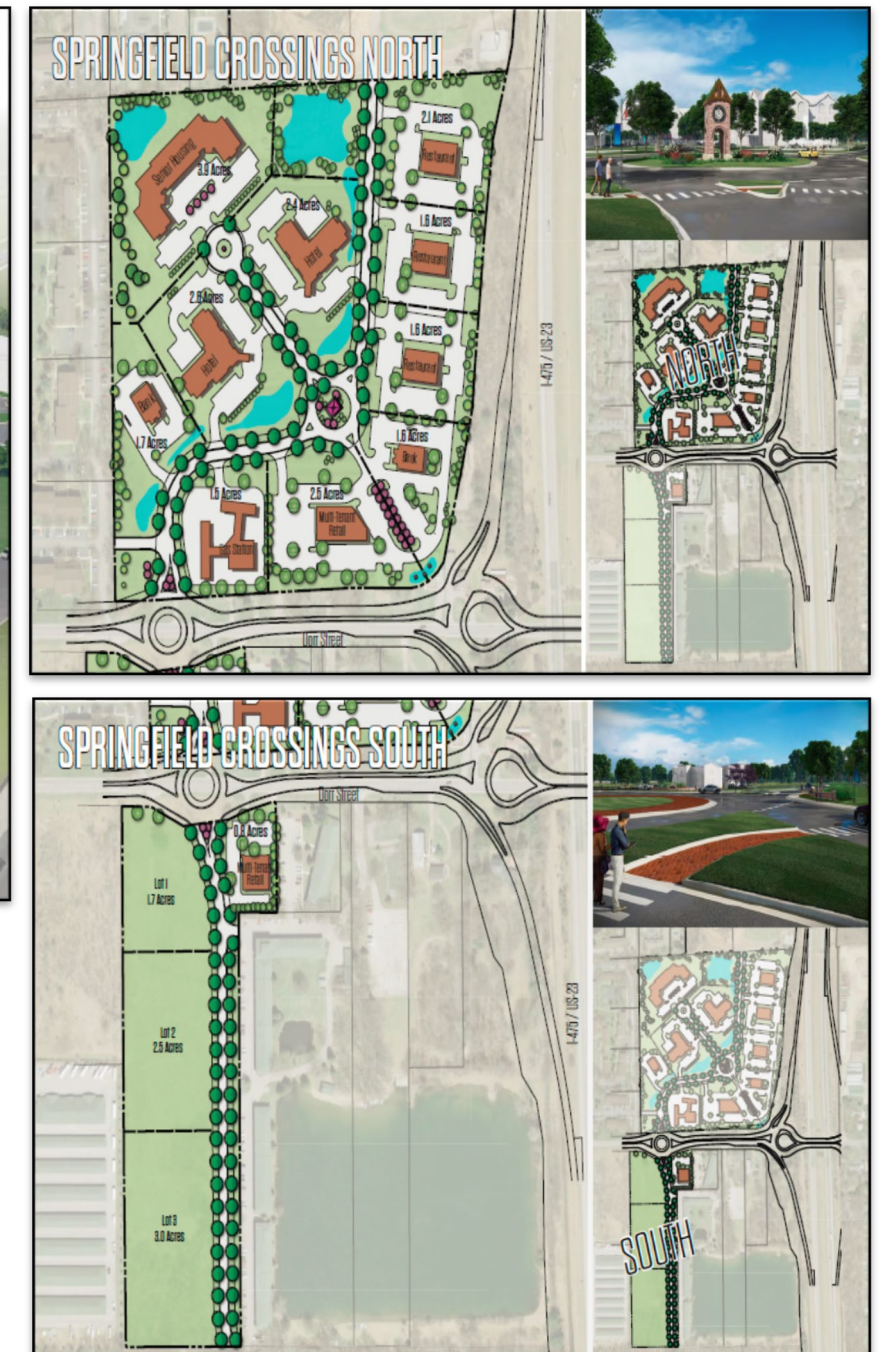 SPRINGFIELD CROSSINGS NORTH
Senior Housing
3.9 Acres
2.4 Acres
Hotel
2.1 Acres
Restaurant
1.6 Acres
Restaurant
1.6 Acres
Restaurant
2.6 Acres
Hotel
Bank
1.7 Acres
1.6 Acres
Bank
1.5 Acres
Gas Station
2.5 Acres
Multi-Tenant
Retail
I-475 / US-23
Dorr Street
NORTH
SPRINGFIELD CROSSINGS SOUTH
Dorr Street
0.8 Acres
Multi-Tenant
Retail
Lot 1
1.7 Acres
Lot 2
2.5 Acres
Lot 3
3.0 Acres
I-475 / US-23
SOUTH